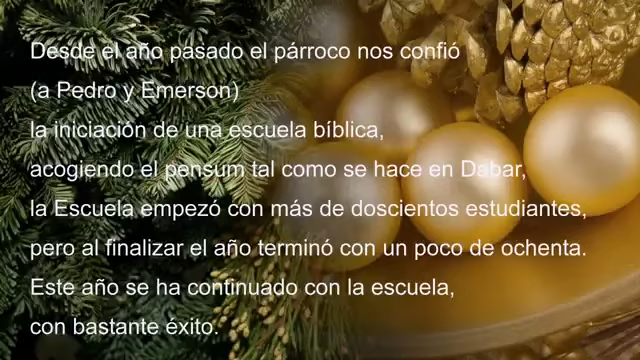 Desde el año pasado el párroco nos confió
(a Pedro y Emerson)
la iniciación de una escuela bíblica,
acogiendo el pensum tal como se hace en Dabar,
la Escuela empezó con más de doscientos estudiantes,
pero al finalizar el año terminó con un poco de ochenta.
Este año se ha continuado con la escuela,
con bastante éxito.